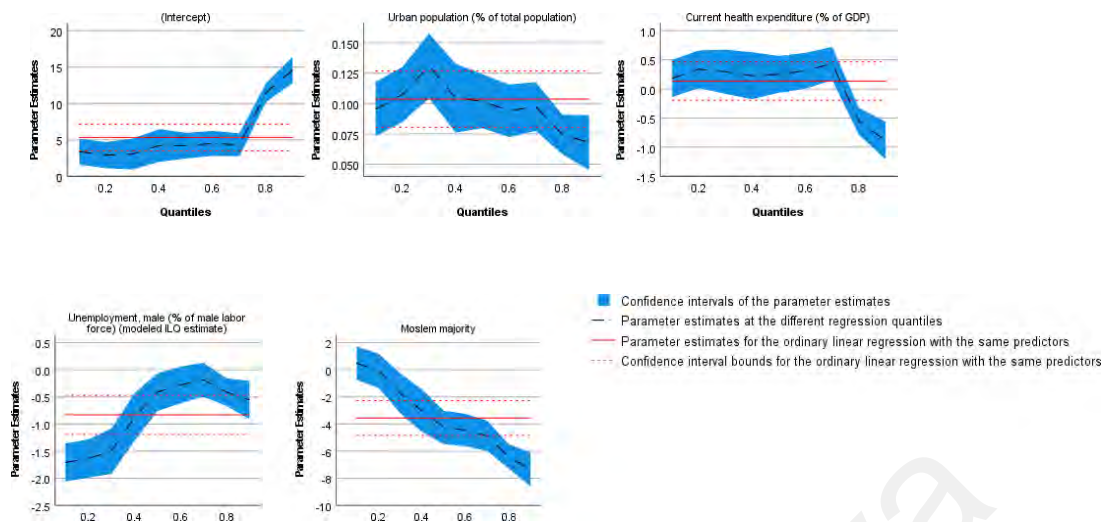 (Intercept)
20
15
10
5
0
0.2 0.4 0.6 0.8
Parameter Estimates
Quantiles
Urban population (% of total population)
0.150
0.125
0.100
0.075
0.050
0.2 0.4 0.6 0.8
Parameter Estimates
Quantiles
Current health expenditure (% of GDP)
1.0
0.5
0.0
-0.5
-1.0
-1.5
0.2 0.4 0.6 0.8
Parameter Estimates
Quantiles
Unemployment, male (% of male labor
force) (modeled ILO estimate)
0.5
0.0
-0.5
-1.0
-1.5
-2.0
-2.5
0.2 0.4 0.6 0.8
Parameter Estimates
Moslem majority
2
0
-2
-4
-6
-8
-10
0.2 0.4 0.6 0.8
Parameter Estimates
Confidence intervals of the parameter estimates
Parameter estimates at the different regression quantiles
Parameter estimates for the ordinary linear regression with the same predictors
Confidence interval bounds for the ordinary linear regression with the same predictors